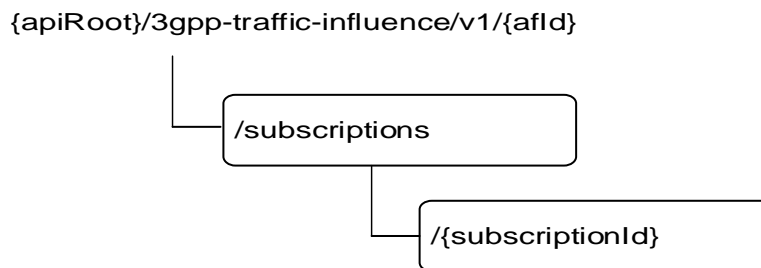 {apiRoot}/3gpp-traffic-influence/v1/{afId}
/subscriptions
/{subscriptionId}